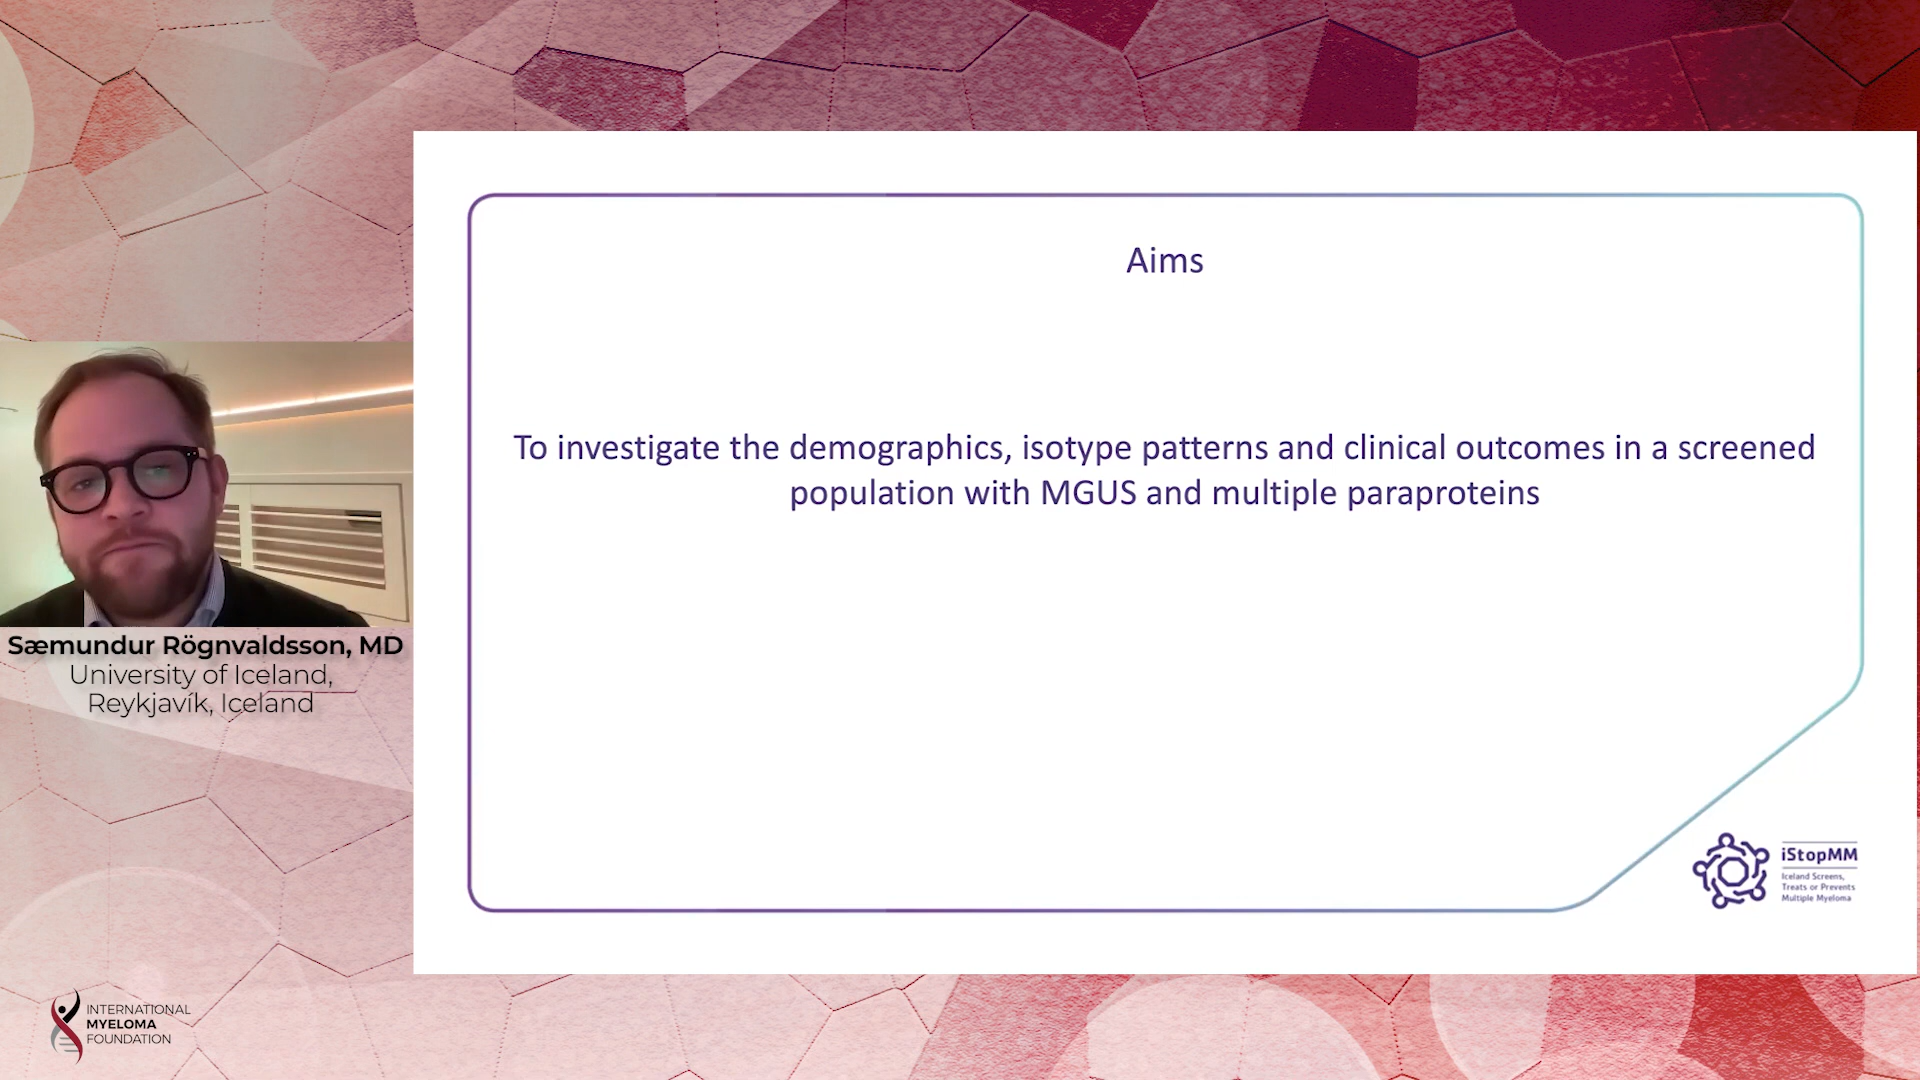 Aims
To investigate the demographics, isotype patterns and clinical outcomes in a screened
population with MGUS and multiple paraproteins
Sæmundur Rögnvaldsson, MD
University of Iceland,
Reykjavík, Iceland
iStopMM
Iceland Screens,
Treats or Prevents
Multiple Myeloma
INTERNATIONAL
MYELOMA
FOUNDATION